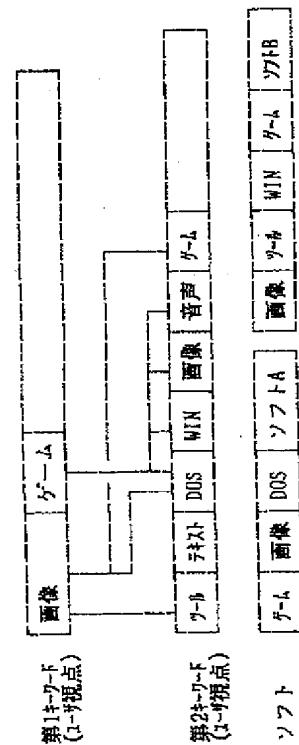 第1キーワード
(ユーザ視点)
画像 ゲーム
第2キーワード
(ユーザ視点)
ツール テキスト DOS WIN 画像 音声 ゲーム
ソフト
ゲーム 画像 DOS ソフトA
画像 ツール WIN ゲーム ソフトB